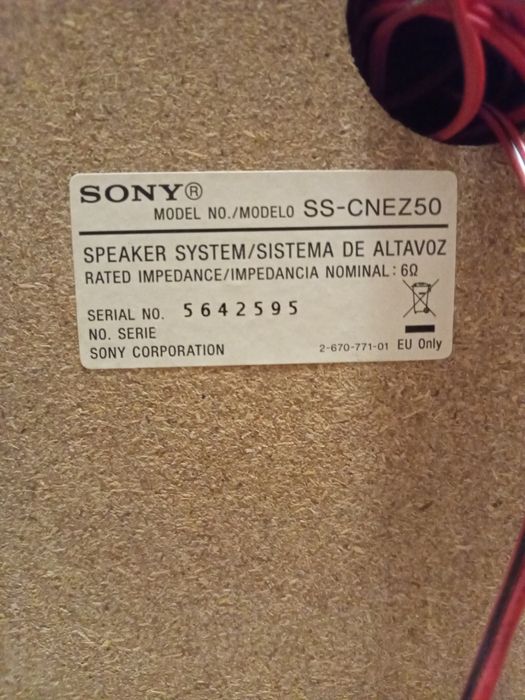 SONY®
MODEL NO./MODELO SS-CNEZ50
SPEAKER SYSTEM/SISTEMA DE ALTAVOZ
RATED IMPEDANCE/IMPEDANCIA NOMINAL: 6Ω
SERIAL NO. 5642595
NO. SERIE
SONY CORPORATION 2-670-771-01 EU Only